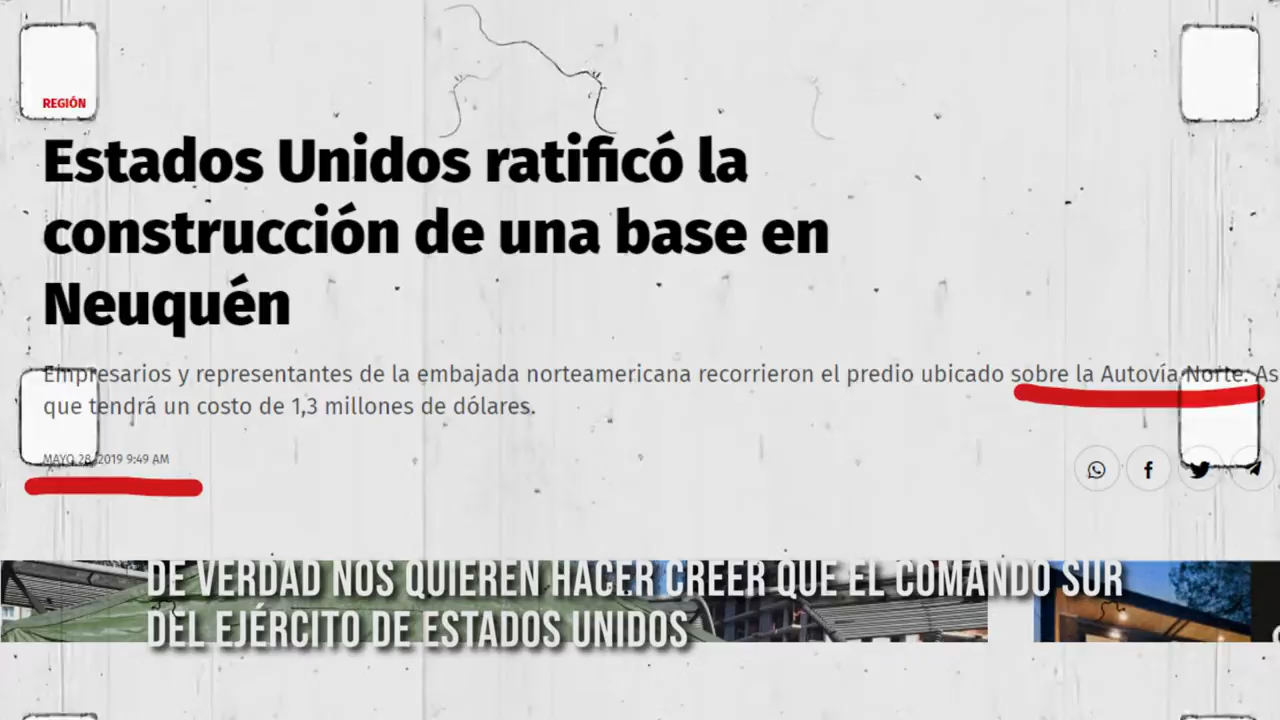 REGIÓN
Estados Unidos ratificó la
construcción de una base en
Neuquén
Empresarios y representantes de la embajada norteamericana recorrieron el predio ubicado sobre la Autovía Norte. As
que tendrá un costo de 1,3 millones de dólares.
MAYO 28, 2019 9:49 AM
DE VERDAD NOS QUIEREN HACER CREER QUE EL COMANDO SUR
DEL EJÉRCITO DE ESTADOS UNIDOS